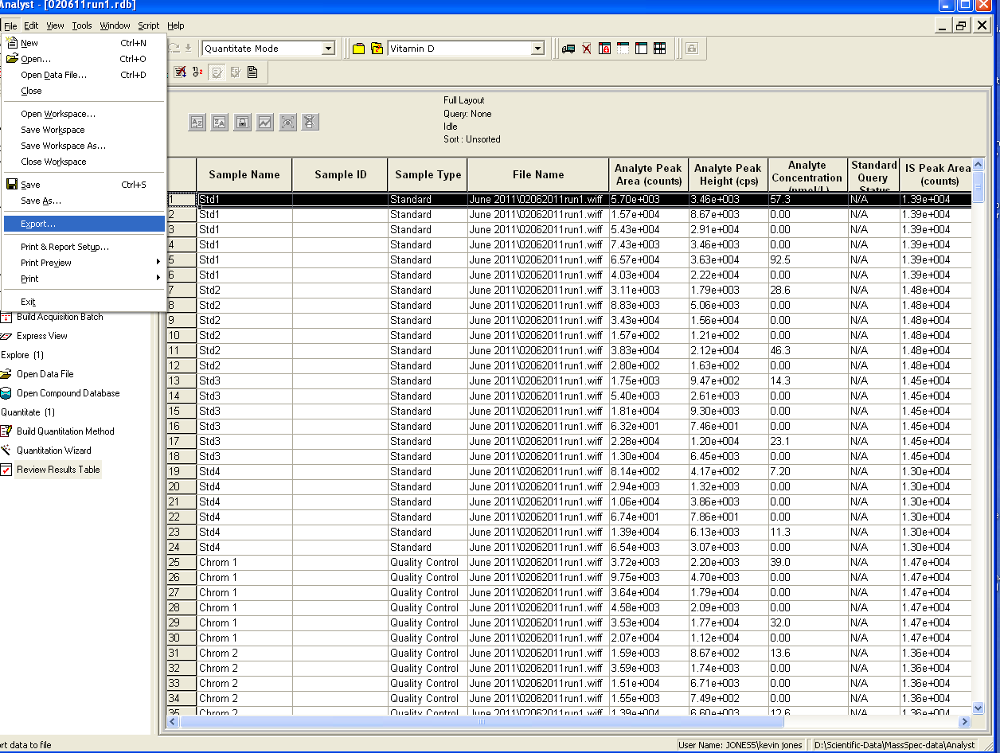 Analyst - [020611run1.rdb]
File Edit View Tools Window Script Help
New Ctrl+N
Open... Ctrl+O
Open Data File... Ctrl+D
Close
Open Workspace...
Save Workspace
Save Workspace As...
Close Workspace
Save Ctrl+S
Save As...
Export...
Print & Report Setup...
Print Preview
Print
Exit
Quantitate Mode
Vitamin D
Build Acquisition Batch
Express View
Explore (1)
Open Data File
Open Compound Database
Quantitate (1)
Build Quantitation Method
Quantitation Wizard
Review Results Table
Full Layout
Query: None
Idle
Sort : Unsorted
Sample Name Sample ID Sample Type File Name Analyte Peak Area (counts) Analyte Peak Height (cps) Analyte Concentration (nmol/L) Standard Query Status IS Peak Area (counts)
1 Std1 Standard June 2011\02062011run1.wiff 5.70e+003 3.46e+003 57.3 N/A 1.39e+004
2 Std1 Standard June 2011\02062011run1.wiff 1.57e+004 8.67e+003 0.00 N/A 1.39e+004
3 Std1 Standard June 2011\02062011run1.wiff 5.43e+004 2.91e+004 0.00 N/A 1.39e+004
4 Std1 Standard June 2011\02062011run1.wiff 7.43e+003 3.46e+003 0.00 N/A 1.39e+004
5 Std1 Standard June 2011\02062011run1.wiff 6.57e+004 3.63e+004 92.5 N/A 1.39e+004
6 Std1 Standard June 2011\02062011run1.wiff 4.03e+004 2.22e+004 0.00 N/A 1.39e+004
7 Std2 Standard June 2011\02062011run1.wiff 3.11e+003 1.79e+003 28.6 N/A 1.48e+004
8 Std2 Standard June 2011\02062011run1.wiff 8.83e+003 5.06e+003 0.00 N/A 1.48e+004
9 Std2 Standard June 2011\02062011run1.wiff 3.43e+004 1.56e+004 0.00 N/A 1.48e+004
10 Std2 Standard June 2011\02062011run1.wiff 1.57e+002 1.21e+002 0.00 N/A 1.48e+004
11 Std2 Standard June 2011\02062011run1.wiff 3.83e+004 2.12e+004 46.3 N/A 1.48e+004
12 Std2 Standard June 2011\02062011run1.wiff 2.80e+002 1.63e+002 0.00 N/A 1.48e+004
13 Std3 Standard June 2011\02062011run1.wiff 1.75e+003 9.47e+002 14.3 N/A 1.45e+004
14 Std3 Standard June 2011\02062011run1.wiff 5.40e+003 2.61e+003 0.00 N/A 1.45e+004
15 Std3 Standard June 2011\02062011run1.wiff 1.81e+004 9.30e+003 0.00 N/A 1.45e+004
16 Std3 Standard June 2011\02062011run1.wiff 6.32e+001 7.46e+001 0.00 N/A 1.45e+004
17 Std3 Standard June 2011\02062011run1.wiff 2.28e+004 1.20e+004 23.1 N/A 1.45e+004
18 Std3 Standard June 2011\02062011run1.wiff 1.30e+004 6.45e+003 0.00 N/A 1.45e+004
19 Std4 Standard June 2011\02062011run1.wiff 8.14e+002 4.17e+002 7.20 N/A 1.30e+004
20 Std4 Standard June 2011\02062011run1.wiff 2.94e+003 1.32e+003 0.00 N/A 1.30e+004
21 Std4 Standard June 2011\02062011run1.wiff 1.06e+004 3.86e+003 0.00 N/A 1.30e+004
22 Std4 Standard June 2011\02062011run1.wiff 6.74e+001 7.86e+001 0.00 N/A 1.30e+004
23 Std4 Standard June 2011\02062011run1.wiff 1.39e+004 6.13e+003 11.3 N/A 1.30e+004
24 Std4 Standard June 2011\02062011run1.wiff 6.54e+003 3.07e+003 0.00 N/A 1.30e+004
25 Chrom 1 Quality Control June 2011\02062011run1.wiff 3.72e+003 2.20e+003 39.0 N/A 1.47e+004
26 Chrom 1 Quality Control June 2011\02062011run1.wiff 9.75e+003 4.70e+003 0.00 N/A 1.47e+004
27 Chrom 1 Quality Control June 2011\02062011run1.wiff 3.64e+004 1.79e+004 0.00 N/A 1.47e+004
28 Chrom 1 Quality Control June 2011\02062011run1.wiff 4.58e+003 2.09e+003 0.00 N/A 1.47e+004
29 Chrom 1 Quality Control June 2011\02062011run1.wiff 3.53e+004 1.77e+004 32.0 N/A 1.47e+004
30 Chrom 1 Quality Control June 2011\02062011run1.wiff 2.07e+004 1.12e+004 0.00 N/A 1.47e+004
31 Chrom 2 Quality Control June 2011\02062011run1.wiff 1.59e+003 8.67e+002 13.6 N/A 1.36e+004
32 Chrom 2 Quality Control June 2011\02062011run1.wiff 3.59e+004 1.74e+004 0.00 N/A 1.36e+004
33 Chrom 2 Quality Control June 2011\02062011run1.wiff 1.51e+004 6.71e+003 0.00 N/A 1.36e+004
34 Chrom 2 Quality Control June 2011\02062011run1.wiff 1.55e+003 7.49e+002 0.00 N/A 1.36e+004
35 Chrom 2 Quality Control June 2011\02062011run1.wiff 1.39e+004 6.60e+003 12.6 N/A 1.36e+004
rt data to file
User Name: JONES5\kevin jones D:\Scientific-Data\MassSpec-data\Analyst